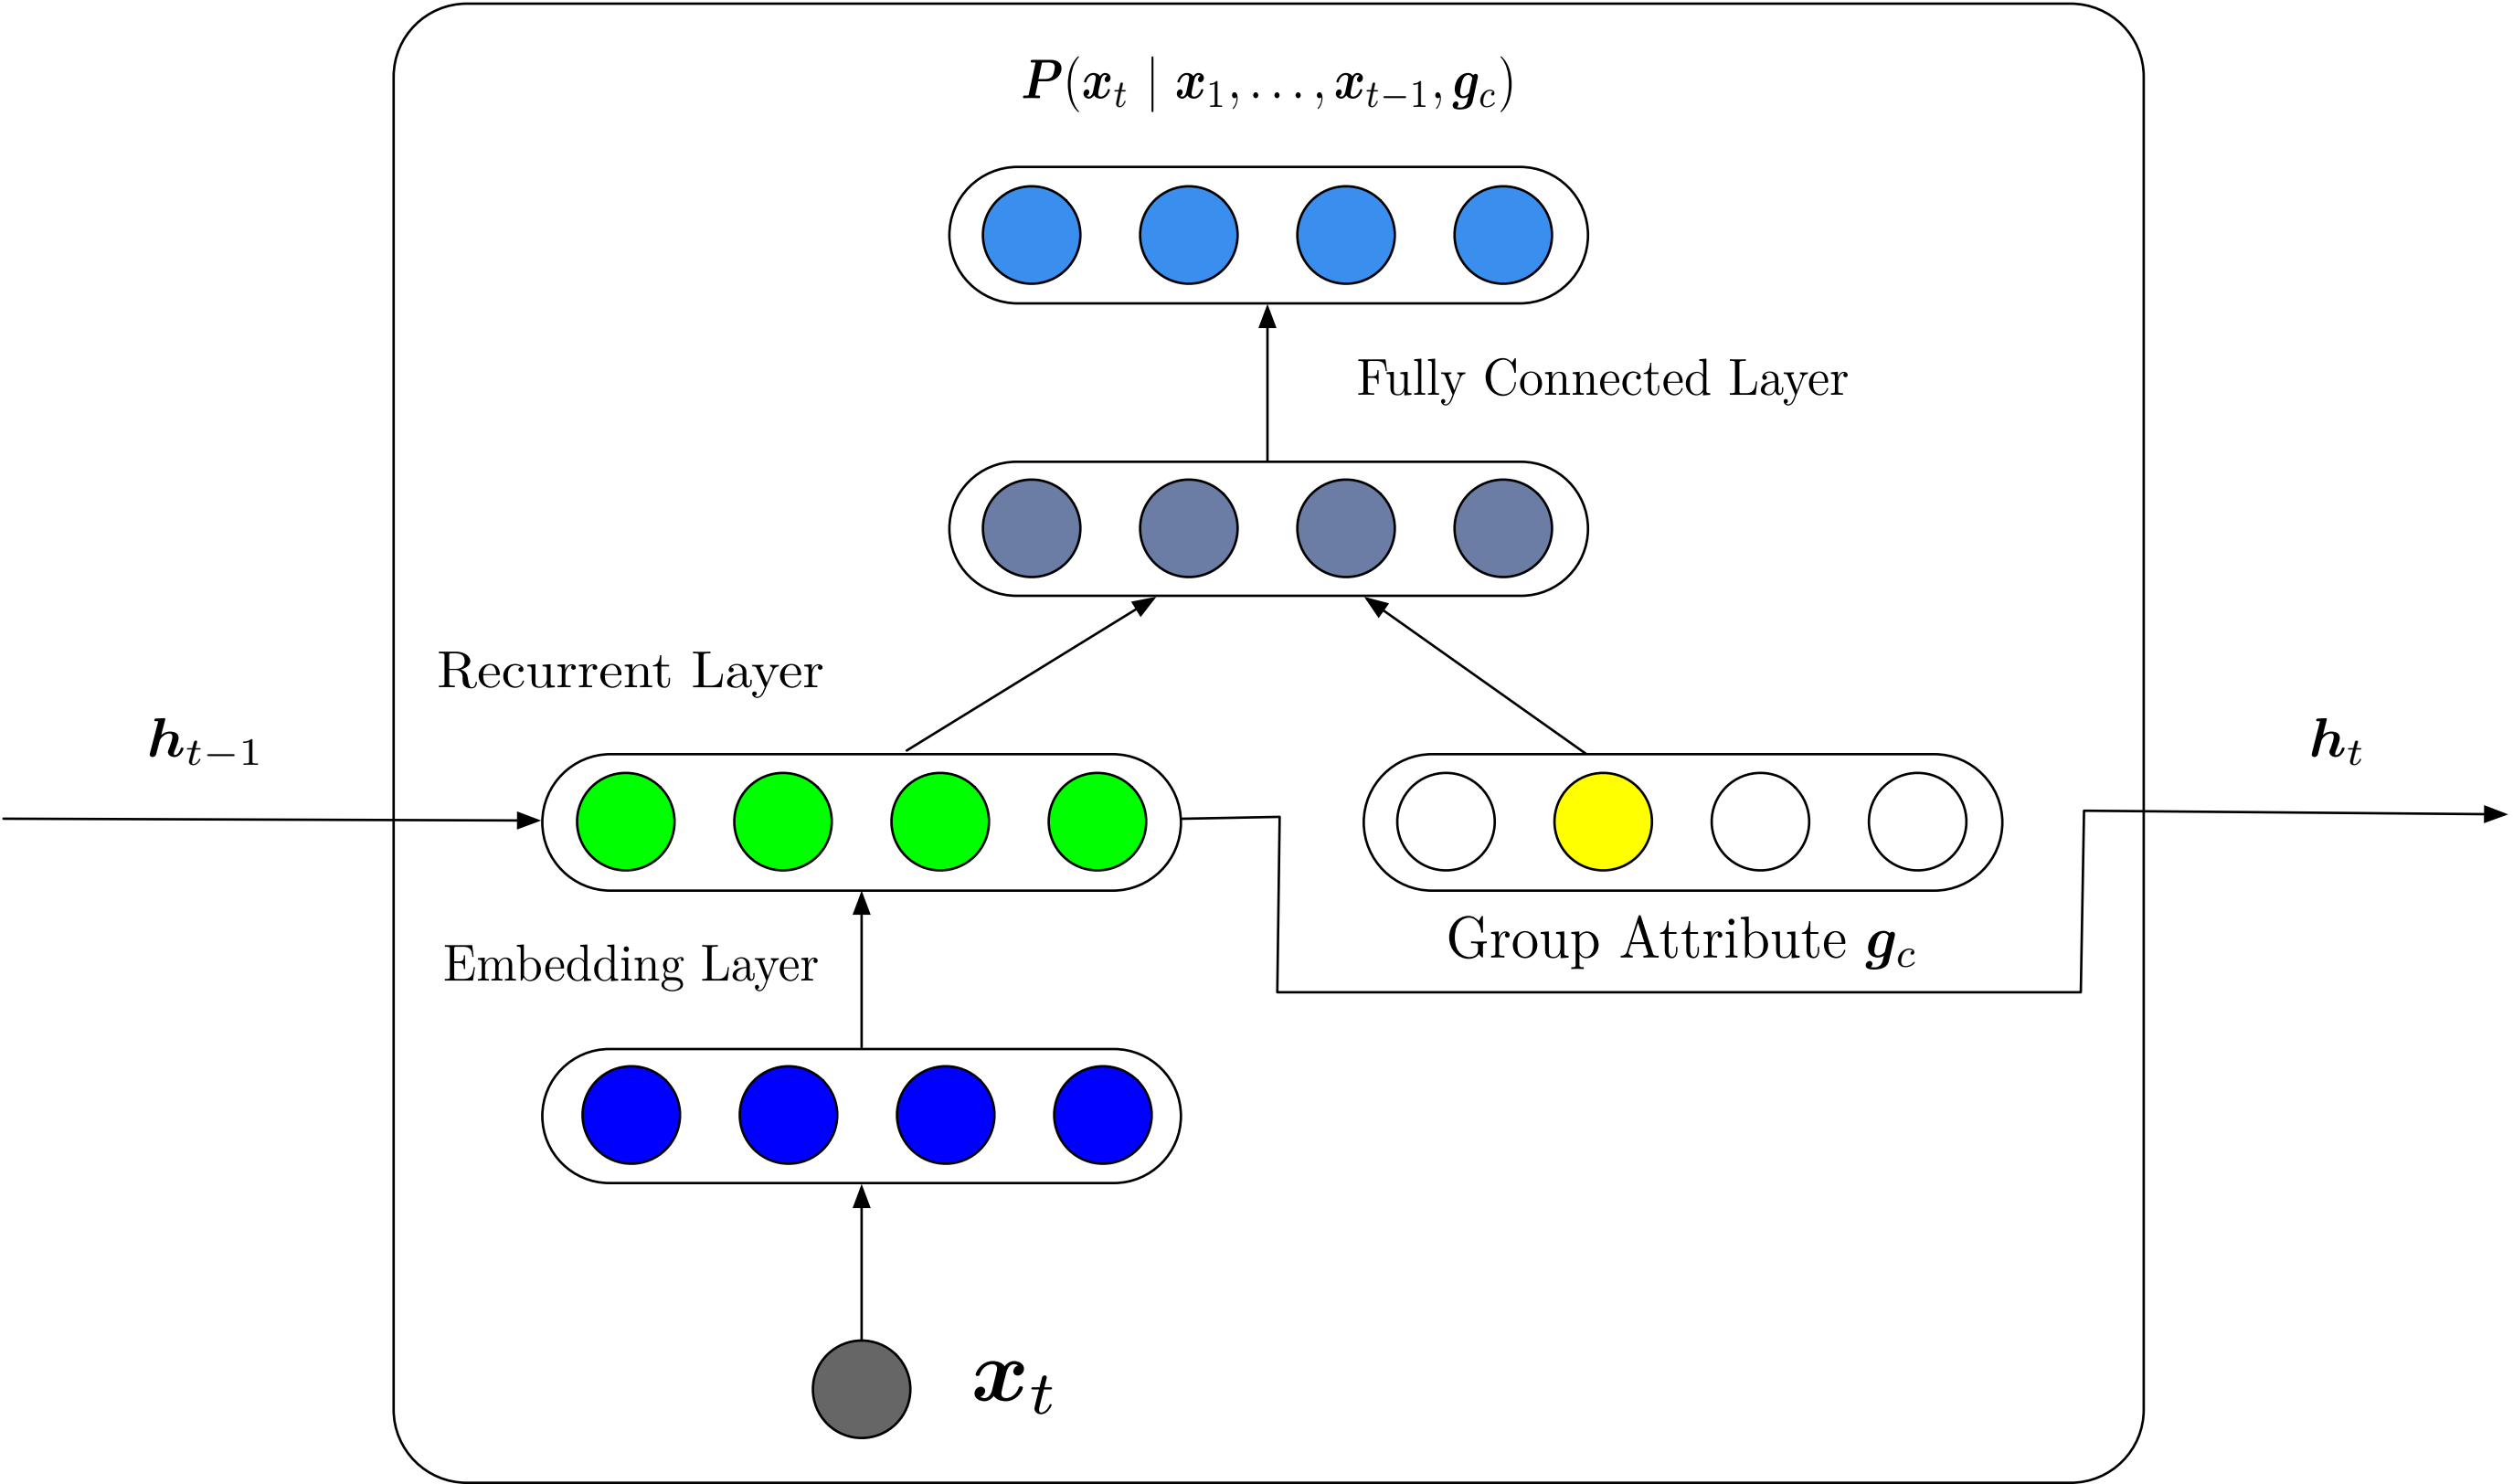 P(x_t | x_1, ..., x_{t-1}, g_c)
Fully Connected Layer
Recurrent Layer
h_{t-1}
h_t
Group Attribute g_c
Embedding Layer
x_t